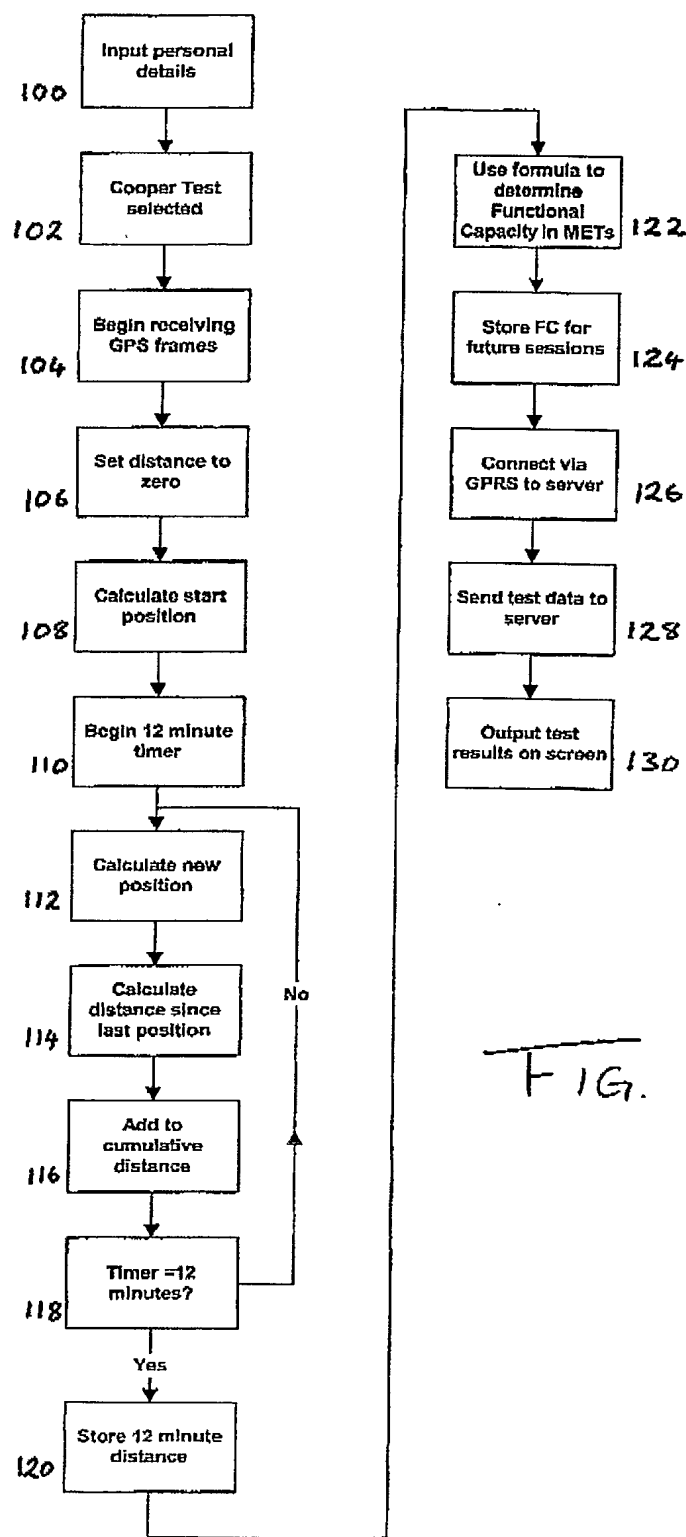 Input personal
details
100
Cooper Test
selected
102
Begin receiving
GPS frames
104
Set distance to
zero
106
Calculate start
position
108
Begin 12 minute
timer
110
Calculate new
position
112
Calculate
distance since
last position
114
No
Add to
cumulative
distance
116
Timer =12
minutes?
118
Yes
Store 12 minute
distance
120
Use formula to
determine
Functional
Capacity in METs
122
Store FC for
future sessions
124
Connect via
GPRS to server
126
Send test data to
server
128
Output test
results on screen
130
FIG.